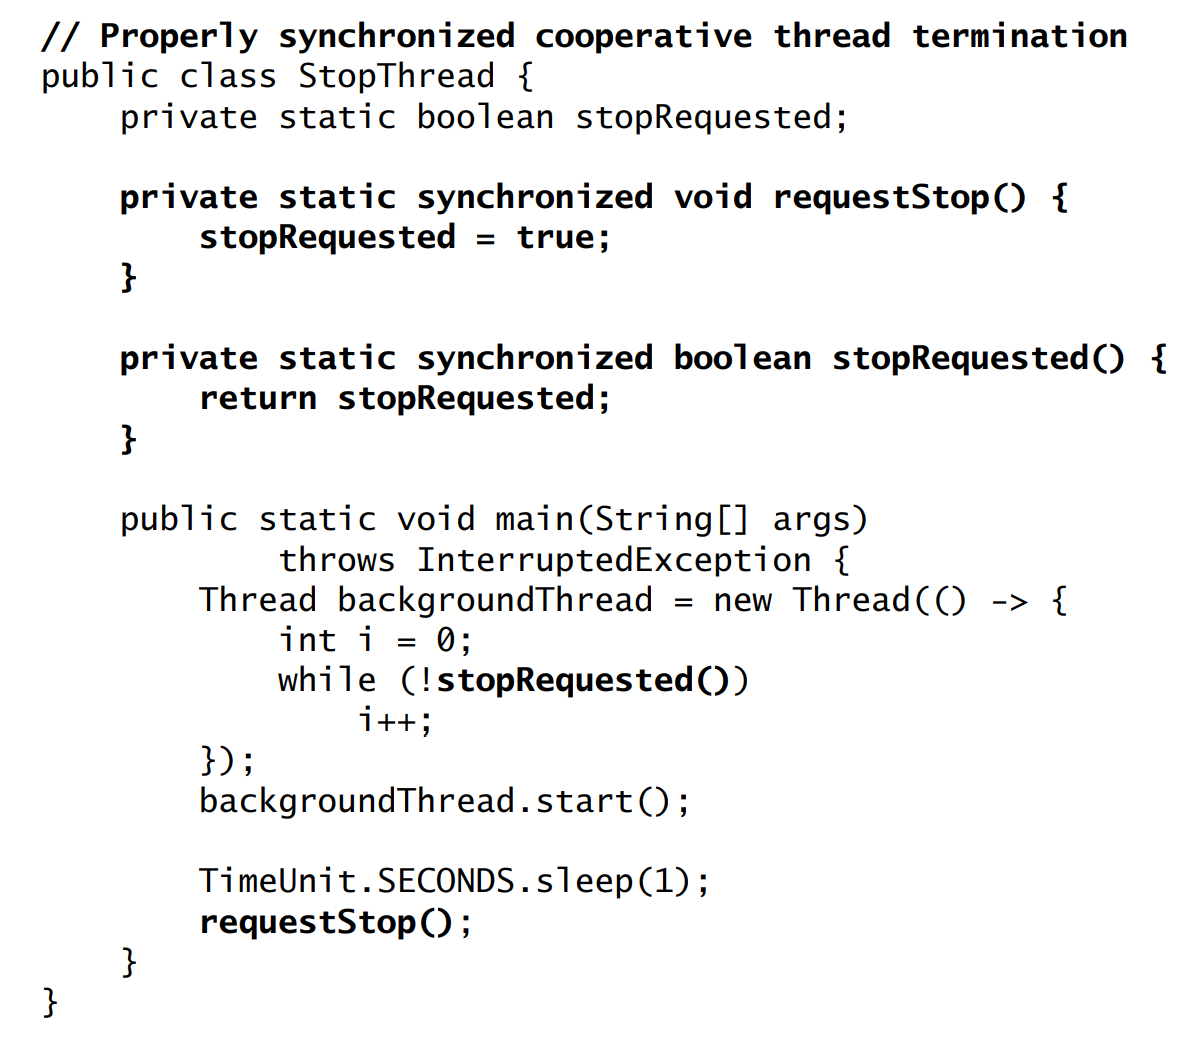 // Properly synchronized cooperative thread termination
public class StopThread {
    private static boolean stopRequested;

    private static synchronized void requestStop() {
        stopRequested = true;
    }

    private static synchronized boolean stopRequested() {
        return stopRequested;
    }

    public static void main(String[] args)
            throws InterruptedException {
        Thread backgroundThread = new Thread(() -> {
            int i = 0;
            while (!stopRequested())
                i++;
        });
        backgroundThread.start();

        TimeUnit.SECONDS.sleep(1);
        requestStop();
    }
}